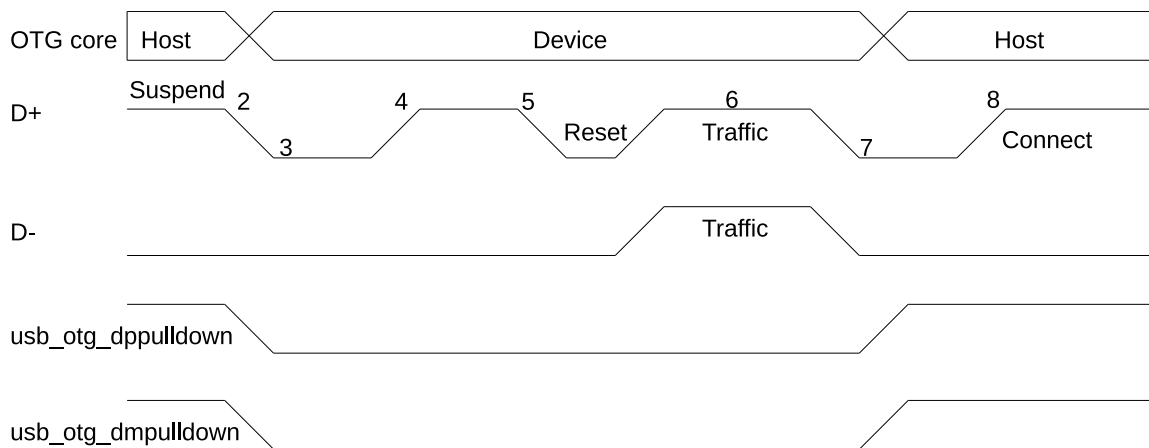 OTG core Host Device Host
Suspend
D+ 2 3 4 5 Reset 6 Traffic 7 8 Connect
D- Traffic
usb_otg_dppulldown
usb_otg_dmpulldown